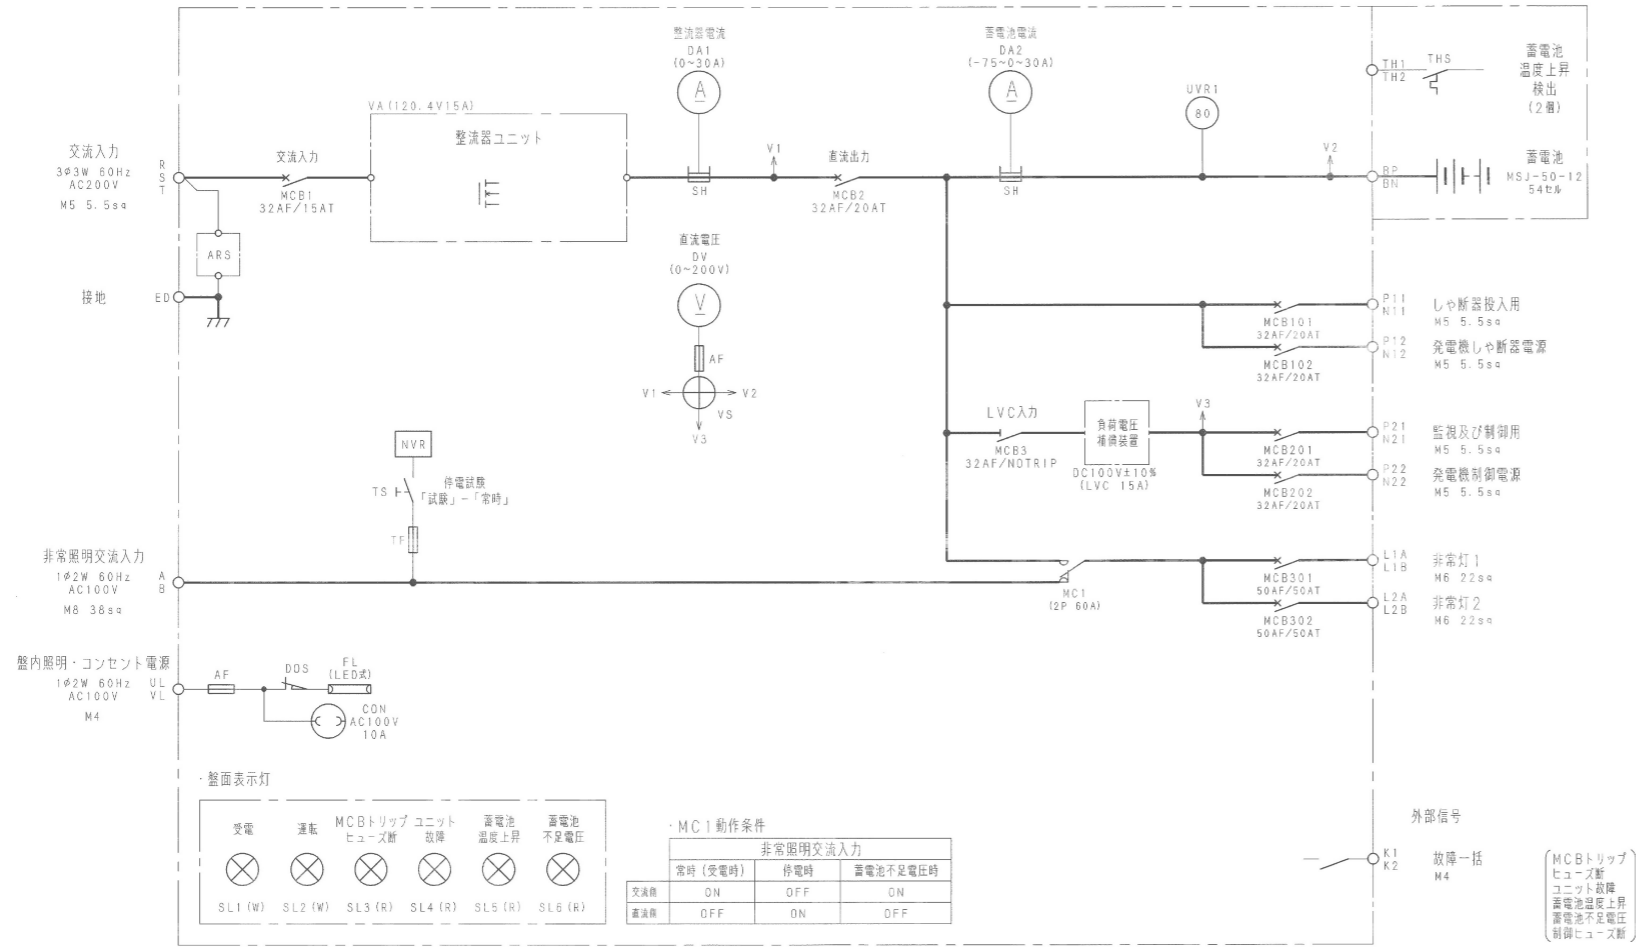 整流器電流
DA1
(0~30A)
A
蓄電池電流
DA2
(-75~0~30A)
A
UVR1
80
TH1
TH2
THS
蓄電池
温度上昇
検出
(2個)
VA(120.4V15A)
整流器ユニット
交流入力
3φ3W 60Hz
AC200V
M5 5.5sq
R
S
T
交流入力
MCB1
32AF/15AT
SH
V1
直流出力
MCB2
32AF/20AT
SH
V2
BP
BN
蓄電池
MSJ-50-12
54セル
ARS
接地
ED
直流電圧
DV
(0~200V)
V
AF
V1
V2
VS
V3
MCB101
32AF/20AT
P11
N11
しゃ断器投入用
M5 5.5sq
MCB102
32AF/20AT
P12
N12
発電機しゃ断器電源
M5 5.5sq
LVC入力
MCB3
32AF/NOTRIP
負荷電圧
補償装置
DC100V±10%
(LVC 15A)
V3
MCB201
32AF/20AT
P21
N21
監視及び制御用
M5 5.5sq
MCB202
32AF/20AT
P22
N22
発電機制御電源
M5 5.5sq
NVR
TS
停電試験
「試験」-「常時」
TF
非常照明交流入力
1φ2W 60Hz
AC100V
M8 38sq
A
B
MC1
(2P 60A)
MCB301
50AF/50AT
L1A
L1B
非常灯1
M6 22sq
MCB302
50AF/50AT
L2A
L2B
非常灯2
M6 22sq
盤内照明・コンセント電源
1φ2W 60Hz
AC100V
M4
UL
VL
AF
DOS
FL
(LED式)
CON
AC100V
10A
・盤面表示灯
受電
運転
MCBトリップ
ヒューズ断
ユニット
故障
蓄電池
温度上昇
蓄電池
不足電圧
SL1(W) SL2(W) SL3(R) SL4(R) SL5(R) SL6(R)
・MC1動作条件
非常照明交流入力
常時(受電時) 停電時 蓄電池不足電圧時
交流側 ON OFF ON
直流側 OFF ON OFF
外部信号
K1
K2
故障一括
M4
MCBトリップ
ヒューズ断
ユニット故障
蓄電池温度上昇
蓄電池不足電圧
制御ヒューズ断